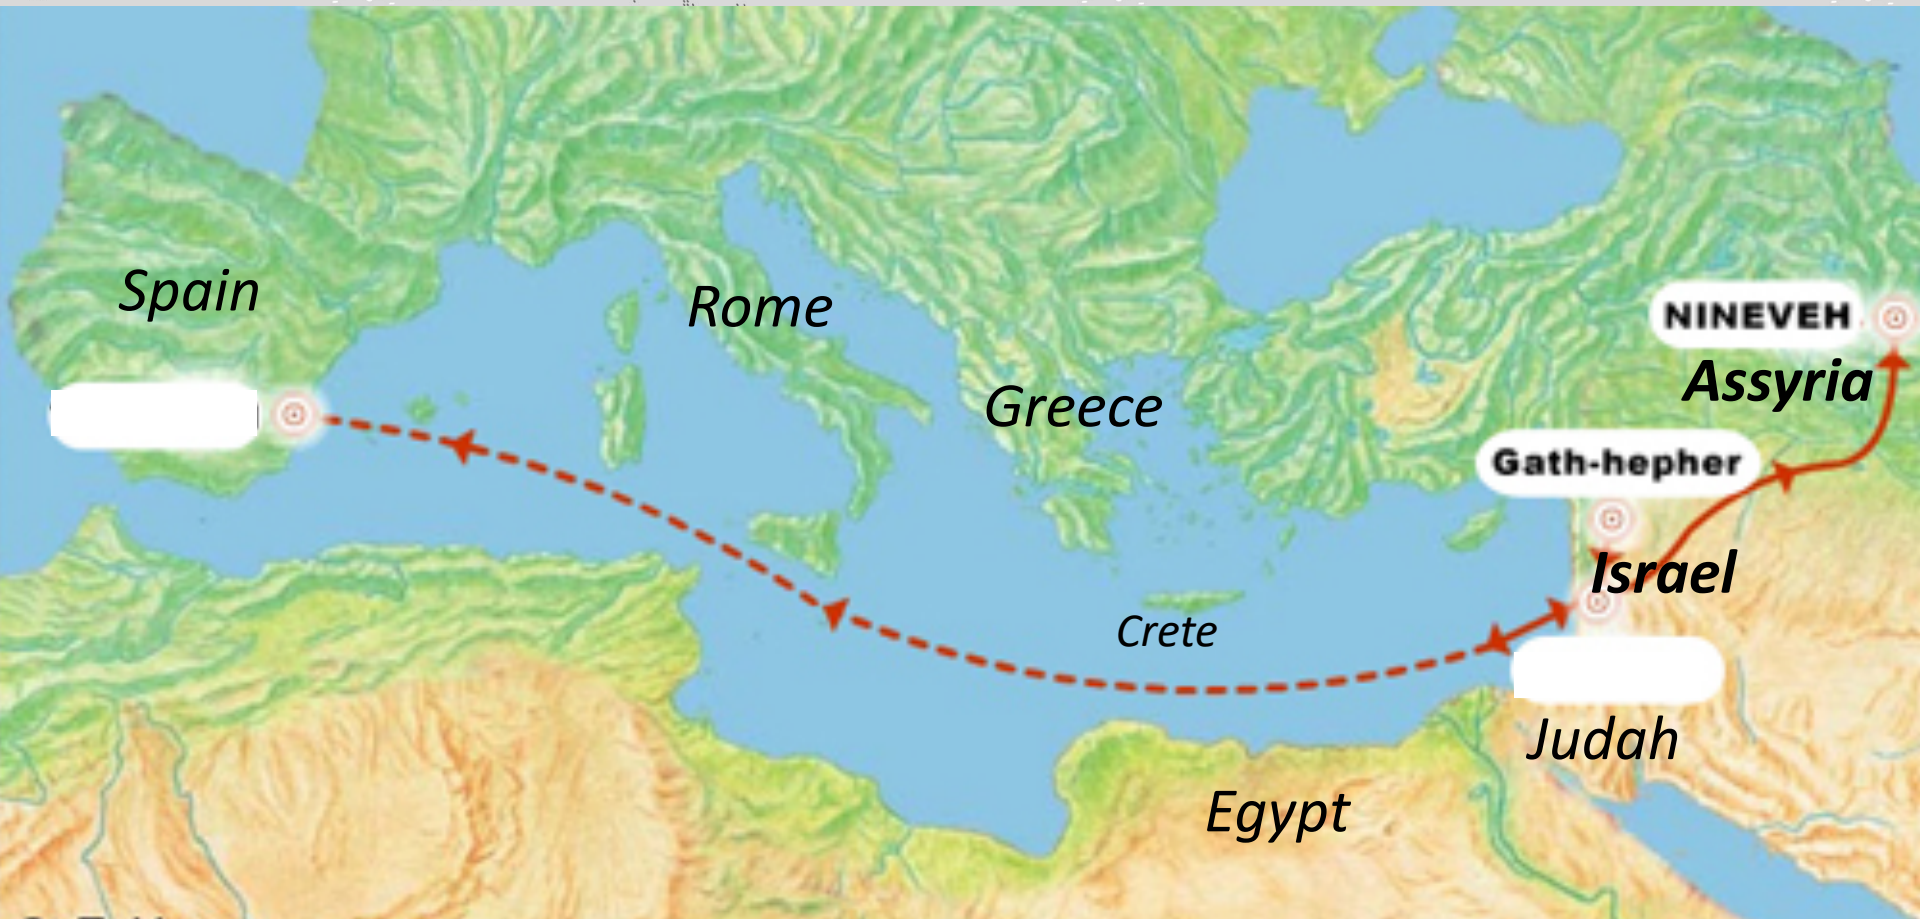 Spain
Rome
NINEVEH
Assyria
Greece
Gath-hepher
Israel
Crete
Judah
Egypt